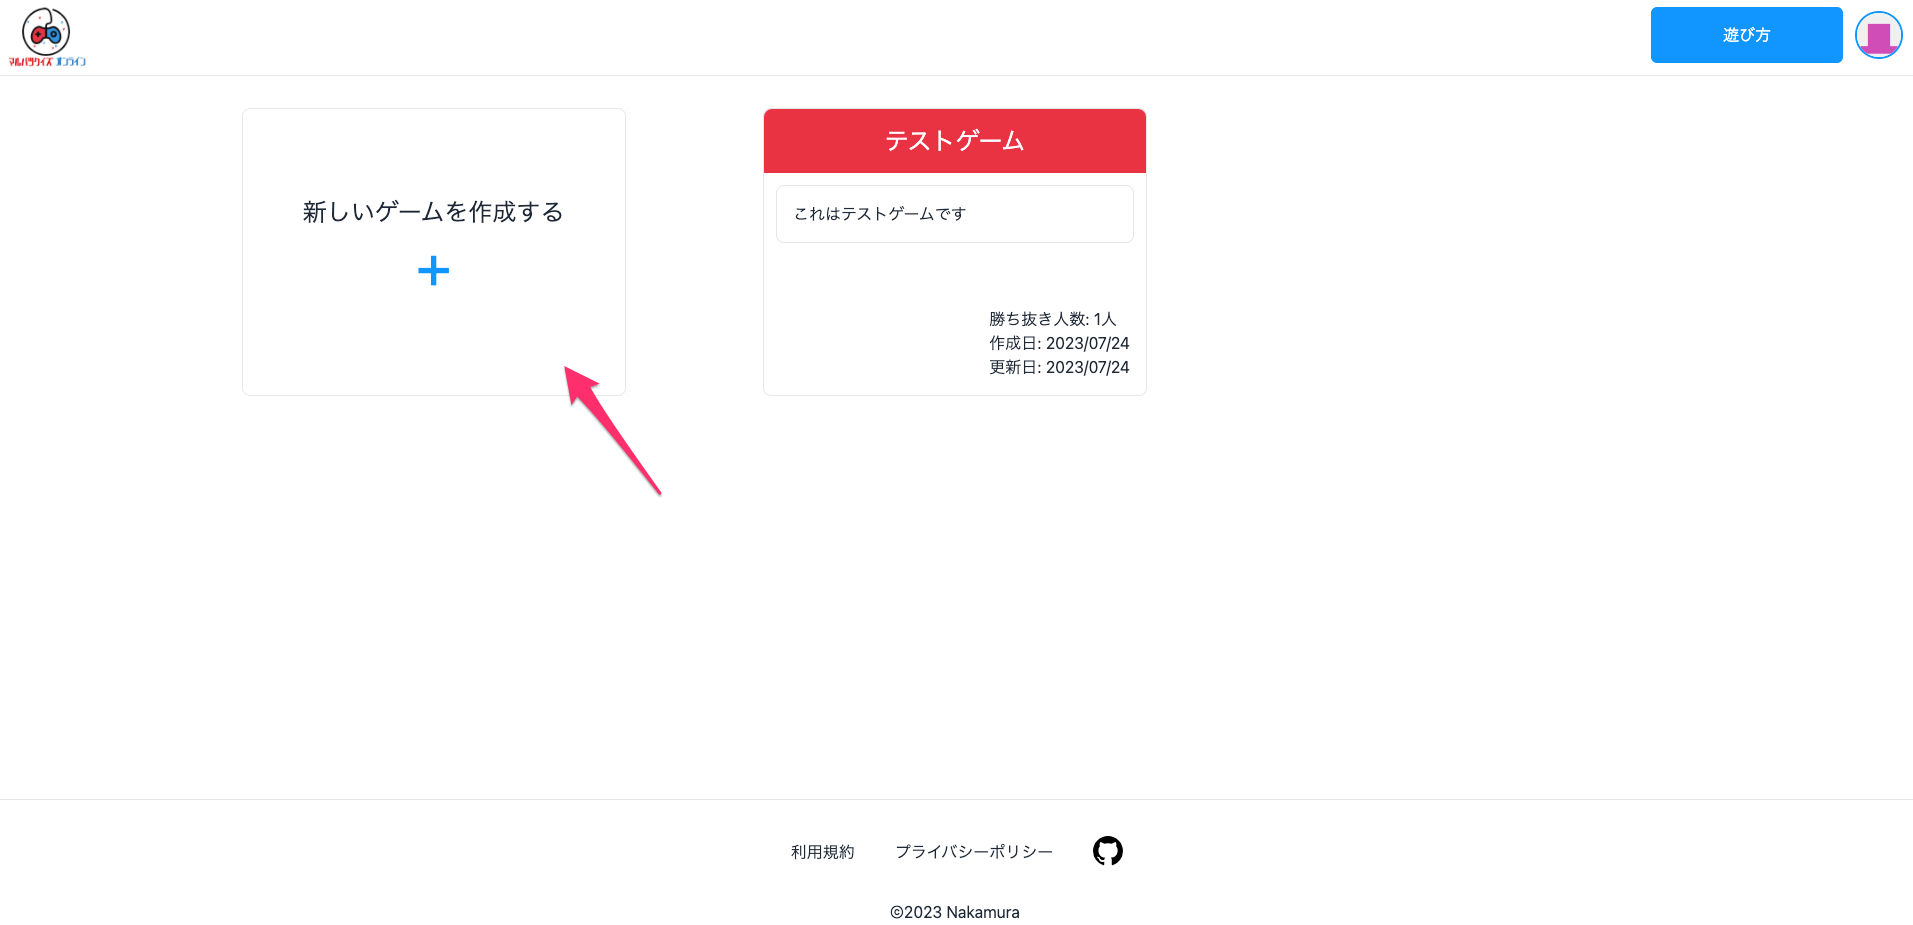 マルバツクイズ オンライン
遊び方
新しいゲームを作成する
テストゲーム
これはテストゲームです
勝ち抜き人数: 1人
作成日: 2023/07/24
更新日: 2023/07/24
利用規約 プライバシーポリシー
©2023 Nakamura